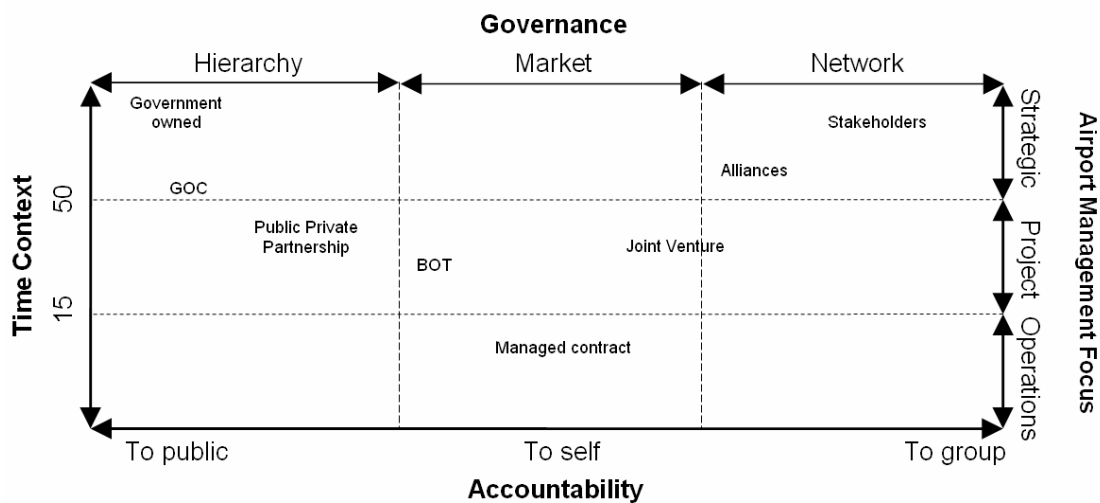 Governance
Hierarchy
Market
Network
Government
owned
Stakeholders
Alliances
GOC
Public Private
Partnership
Joint Venture
BOT
Managed contract
Time Context
50
15
Strategic
Project
Operations
Airport Management Focus
To public
To self
To group
Accountability